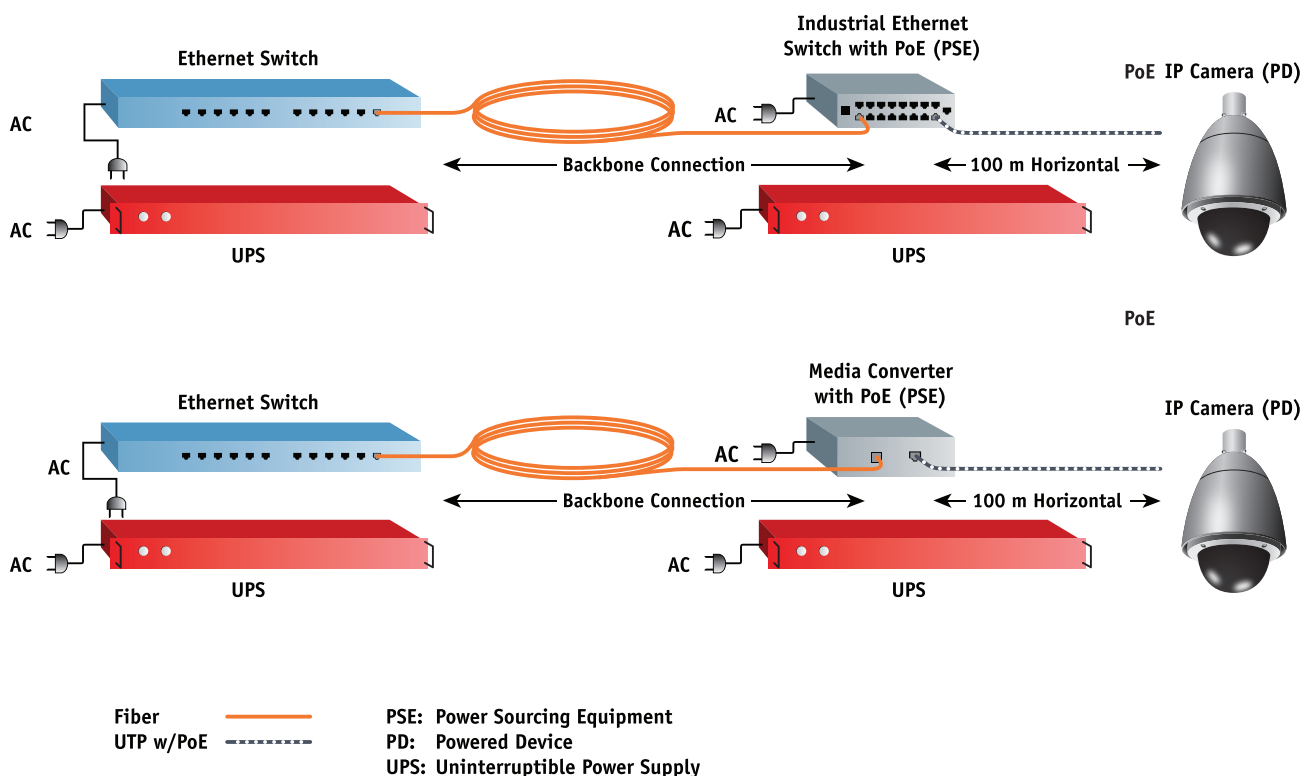 Industrial Ethernet
Switch with PoE (PSE)
Ethernet Switch
PoE IP Camera (PD)
AC
AC
Backbone Connection
100 m Horizontal
AC
AC
UPS
UPS
PoE
Media Converter
with PoE (PSE)
Ethernet Switch
IP Camera (PD)
AC
AC
Backbone Connection
100 m Horizontal
AC
AC
UPS
UPS
Fiber
UTP w/PoE
PSE: Power Sourcing Equipment
PD: Powered Device
UPS: Uninterruptible Power Supply